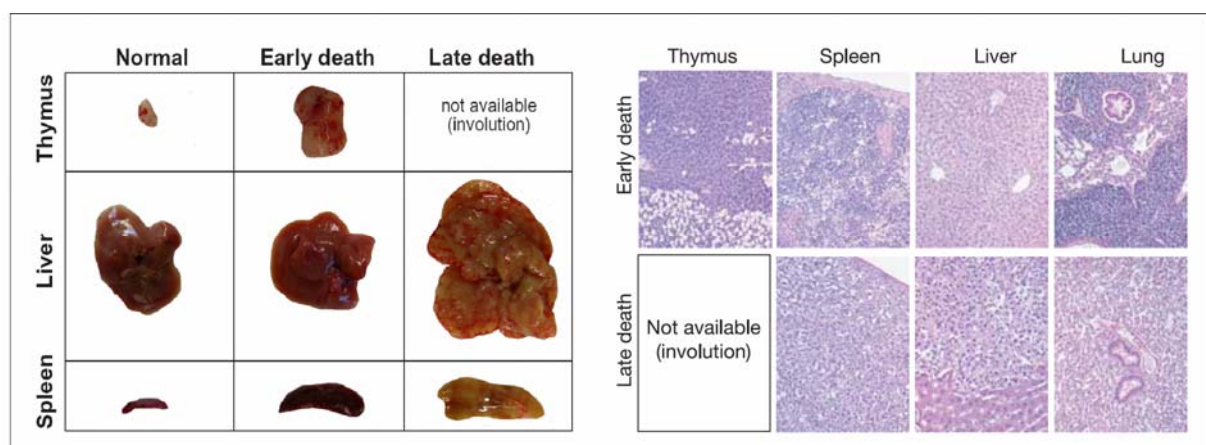 Normal Early death Late death
Thymus
not available
(involution)
Liver
Spleen
Thymus Spleen Liver Lung
Early death
Late death
Not available
(involution)